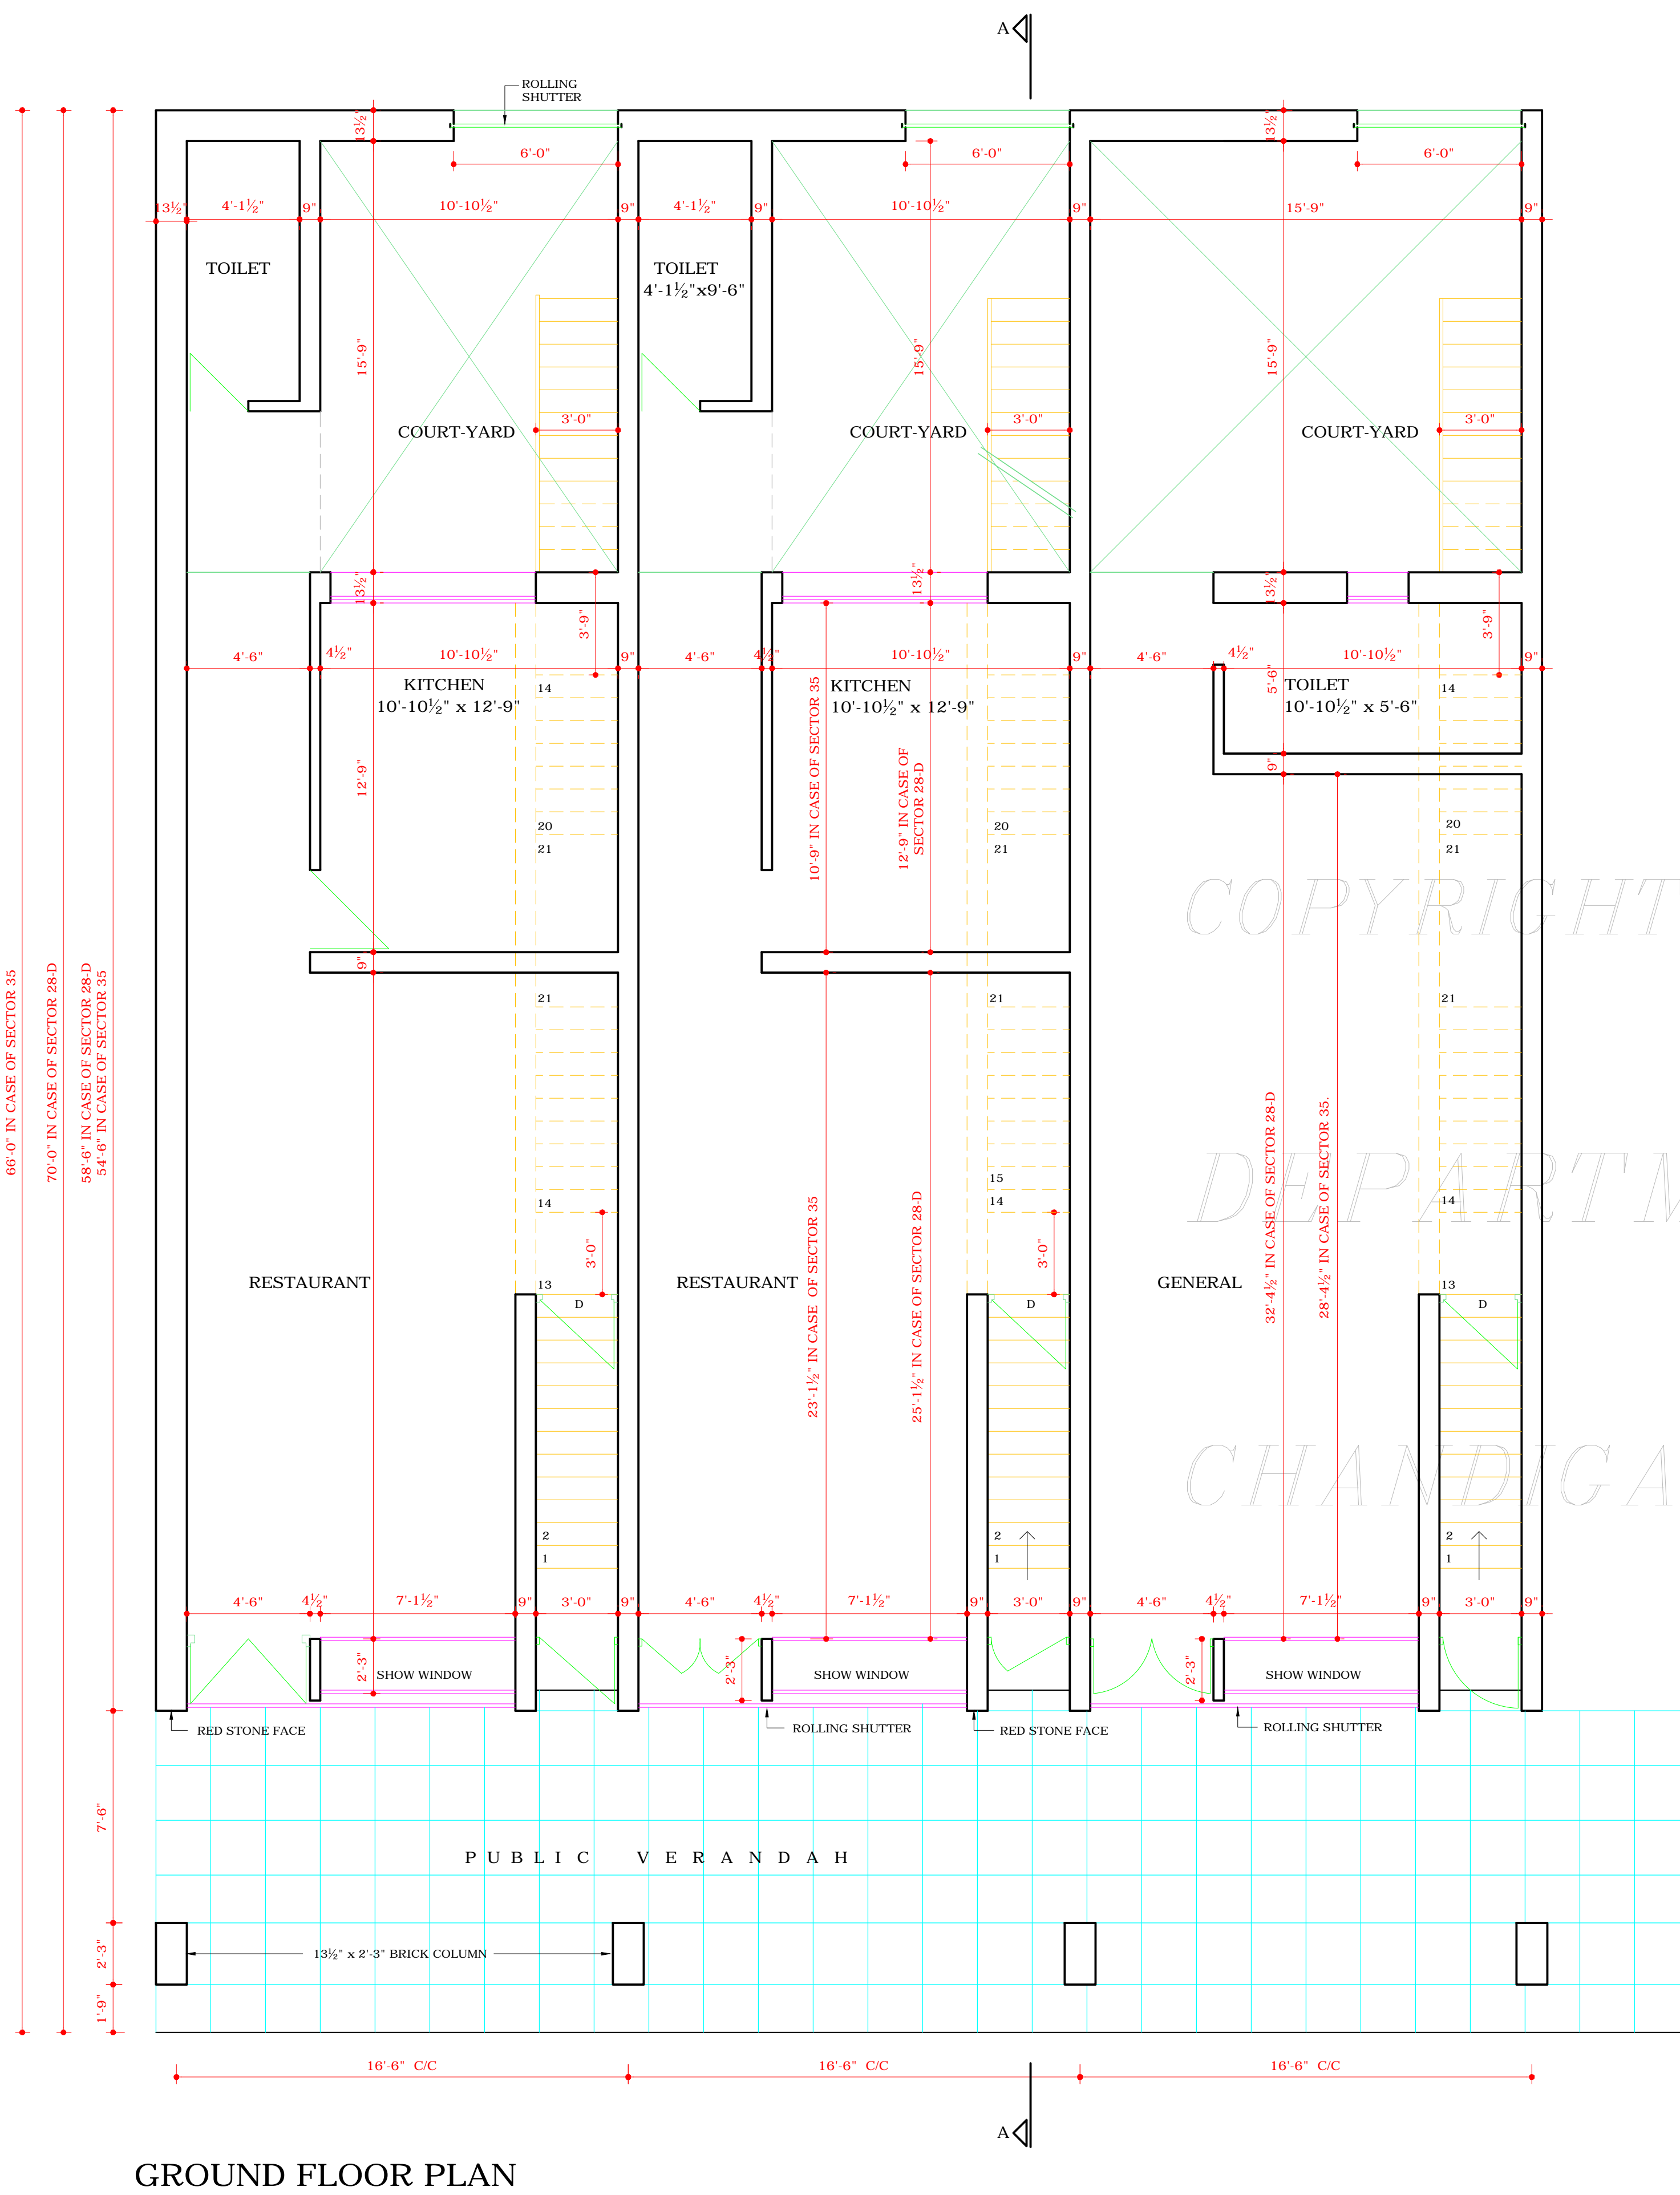 A
ROLLING
SHUTTER
13½"
13½"
6'-0"
6'-0"
6'-0"
13½"
4'-1½"
9"
10'-10½"
9"
4'-1½"
9"
10'-10½"
9"
15'-9"
9"
TOILET
TOILET
4'-1½"x9'-6"
15'-9"
15'-9"
15'-9"
3'-0"
3'-0"
3'-0"
COURT-YARD
COURT-YARD
COURT-YARD
13½"
13½"
13½"
3'-9"
3'-9"
4'-6"
4½"
10'-10½"
9"
4'-6"
4½"
10'-10½"
9"
4'-6"
4½"
10'-10½"
9"
5'-6"
KITCHEN
10'-10½" x 12'-9"
14
KITCHEN
10'-10½" x 12'-9"
TOILET
10'-10½" x 5'-6"
14
12'-9"
10'-9" IN CASE OF SECTOR 35
12'-9" IN CASE OF
SECTOR 28-D
9"
20
21
20
21
20
21
COPYRIGHT
9"
66'-0" IN CASE OF SECTOR 35
70'-0" IN CASE OF SECTOR 28-D
58'-6" IN CASE OF SECTOR 28-D
54'-6" IN CASE OF SECTOR 35
21
21
21
DEPARTM
15
14
14
14
3'-0"
3'-0"
23'-1½" IN CASE OF SECTOR 35
25'-1½" IN CASE OF SECTOR 28-D
32'-4½" IN CASE OF SECTOR 28-D
28'-4½" IN CASE OF SECTOR 35.
RESTAURANT
RESTAURANT
GENERAL
13
D
13
D
13
D
CHANDIGA
2
1
2
1
2
1
4'-6"
4½"
7'-1½"
9"
3'-0"
9"
4'-6"
4½"
7'-1½"
9"
3'-0"
9"
4'-6"
4½"
7'-1½"
9"
3'-0"
9"
2'-3"
SHOW WINDOW
2'-3"
SHOW WINDOW
2'-3"
SHOW WINDOW
RED STONE FACE
ROLLING SHUTTER
RED STONE FACE
ROLLING SHUTTER
7'-6"
PUBLIC VERANDAH
2'-3"
13½" x 2'-3" BRICK COLUMN
1'-9"
16'-6" C/C
16'-6" C/C
16'-6" C/C
A
GROUND FLOOR PLAN